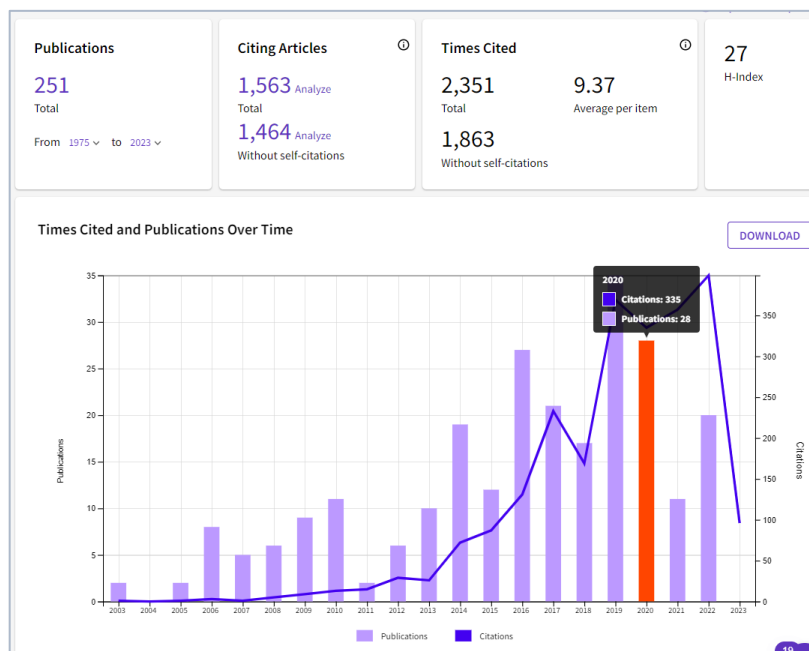 Publications
251
Total
From 1975 to 2023
Citing Articles
1,563 Analyze
Total
1,464 Analyze
Without self-citations
Times Cited
2,351
Total
9.37
Average per item
1,863
Without self-citations
27
H-Index
Times Cited and Publications Over Time
DOWNLOAD
2020
Citations: 335
Publications: 28
35
30
25
20
15
10
5
0
Publications
350
300
250
200
150
100
50
0
Citations
2003 2004 2005 2006 2007 2008 2009 2010 2011 2012 2013 2014 2015 2016 2017 2018 2019 2020 2021 2022 2023
Publications Citations